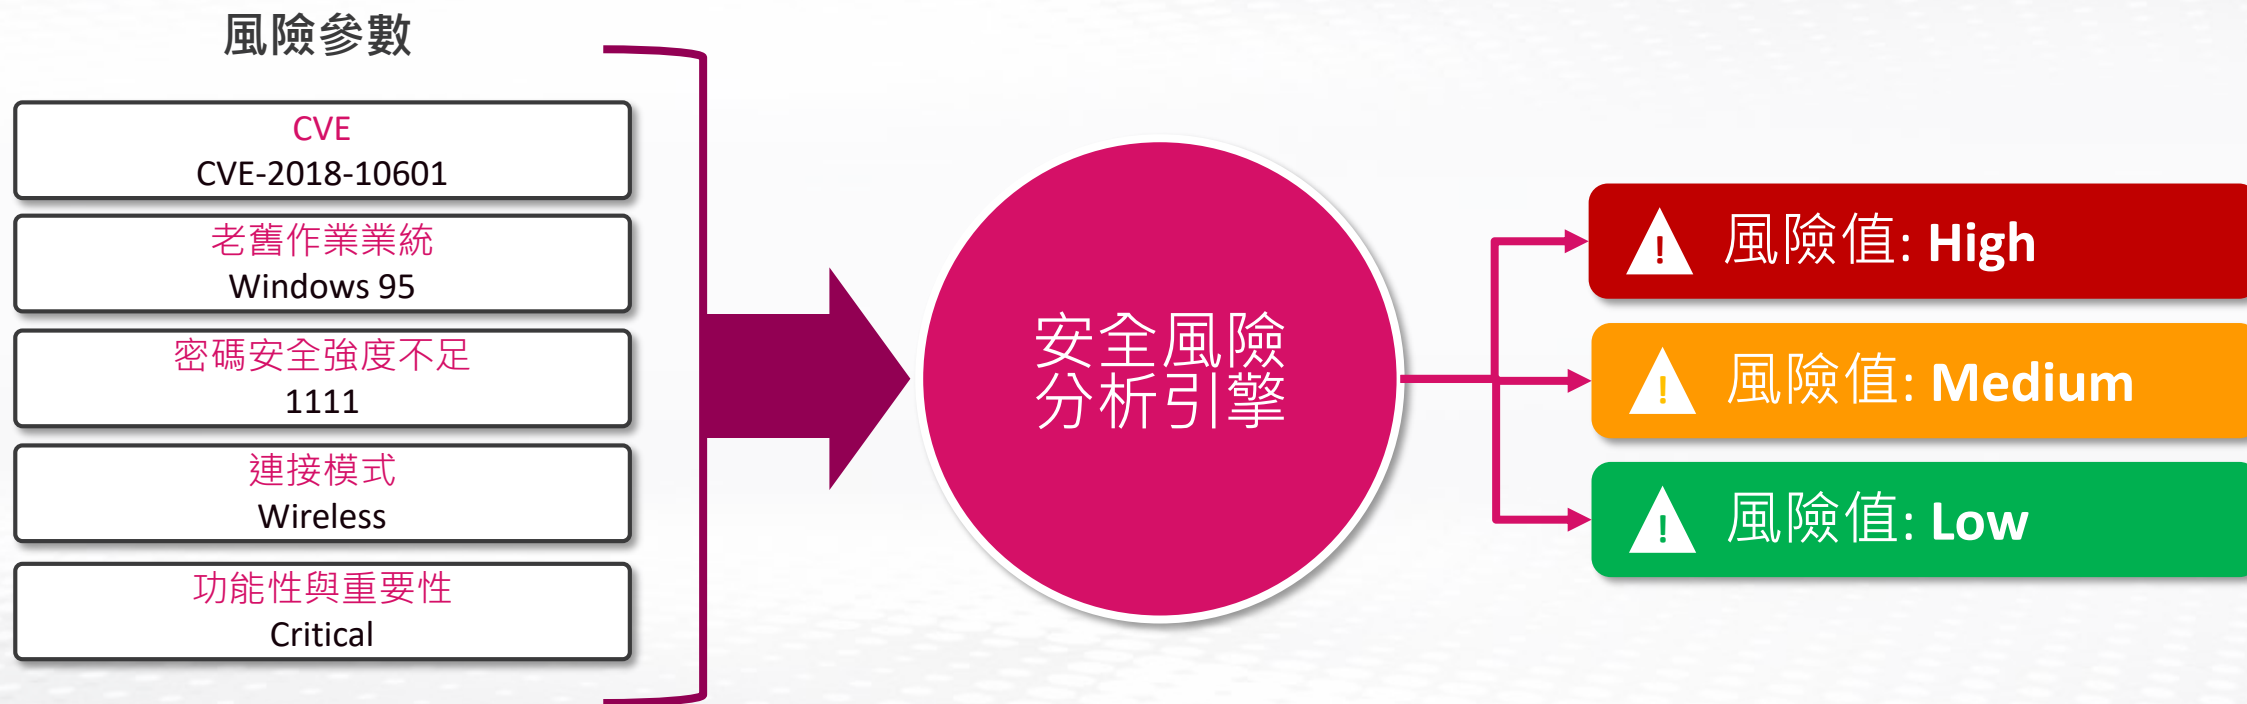 風險參數
CVE
CVE-2018-10601
老舊作業業統
Windows 95
密碼安全強度不足
1111
連接模式
Wireless
功能性與重要性
Critical
安全風險
分析引擎
! 風險值: High
! 風險值: Medium
! 風險值: Low